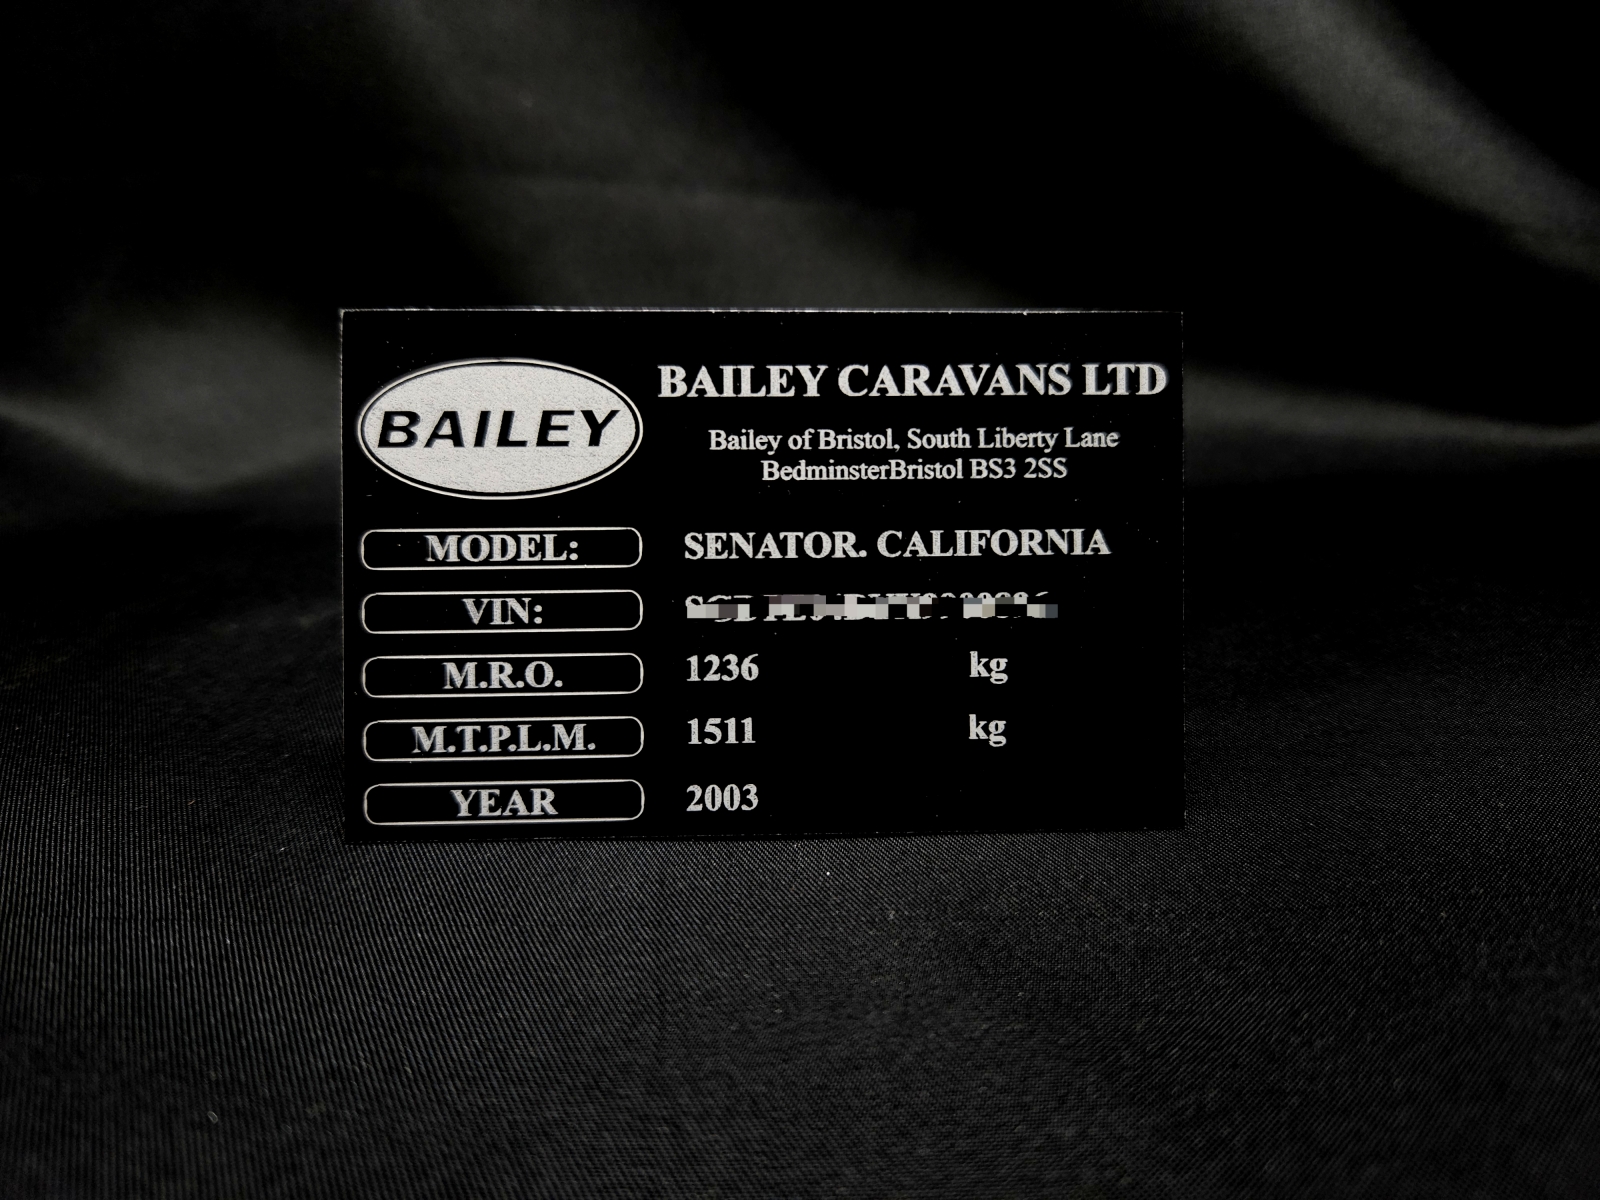 BAILEY
BAILEY CARAVANS LTD
Bailey of Bristol, South Liberty Lane
BedminsterBristol BS3 2SS
MODEL: SENATOR. CALIFORNIA
VIN:
M.R.O. 1236 kg
M.T.P.L.M. 1511 kg
YEAR 2003